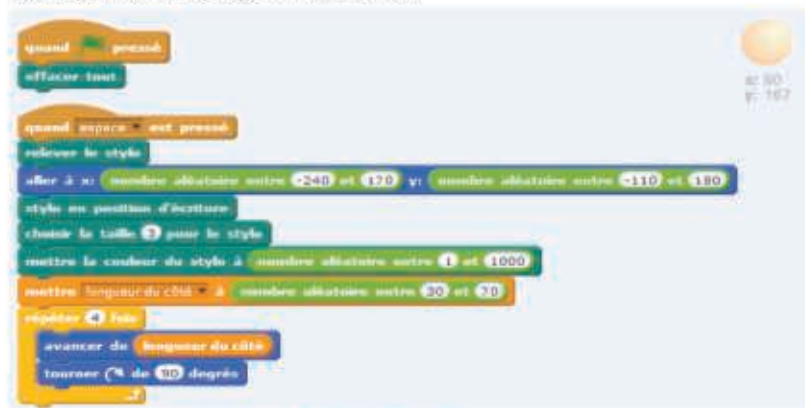 quand pressé
effacer tout
x: 80
y: 167
quand espace est pressé
relever le stylo
aller à x: nombre aléatoire entre -240 et 170 y: nombre aléatoire entre -110 et 180
stylo en position d'écriture
choisir la taille 3 pour le stylo
mettre la couleur du stylo à nombre aléatoire entre 1 et 1000
mettre longueur du côté à nombre aléatoire entre 30 et 70
répéter 4 fois
avancer de longueur du côté
tourner de 90 degrés